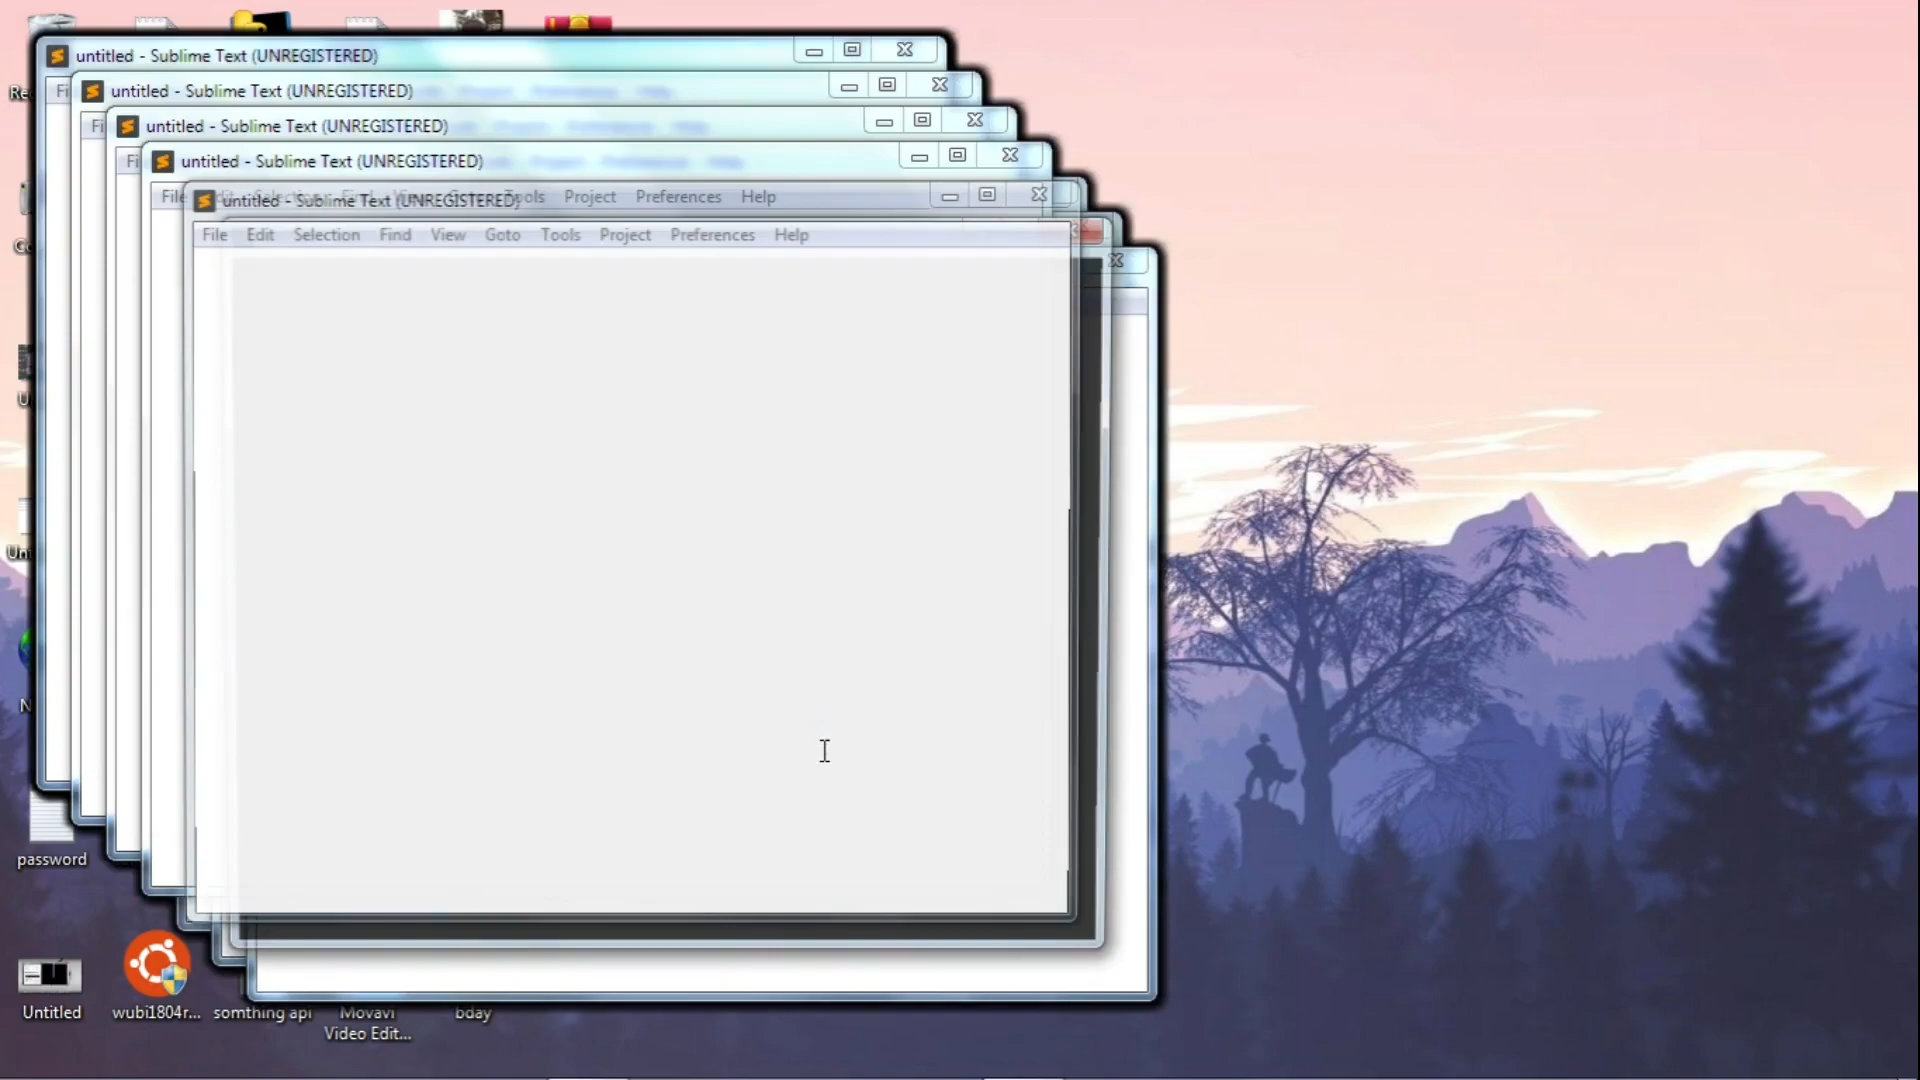 untitled - Sublime Text (UNREGISTERED)
untitled - Sublime Text (UNREGISTERED)
untitled - Sublime Text (UNREGISTERED)
untitled - Sublime Text (UNREGISTERED)
File Tools Project Preferences Help
untitled - Sublime Text (UNREGISTERED)
File Edit Selection Find View Goto Tools Project Preferences Help
password
Untitled
wubi1804r...
somthing api
Movavi
Video Edit...
bday